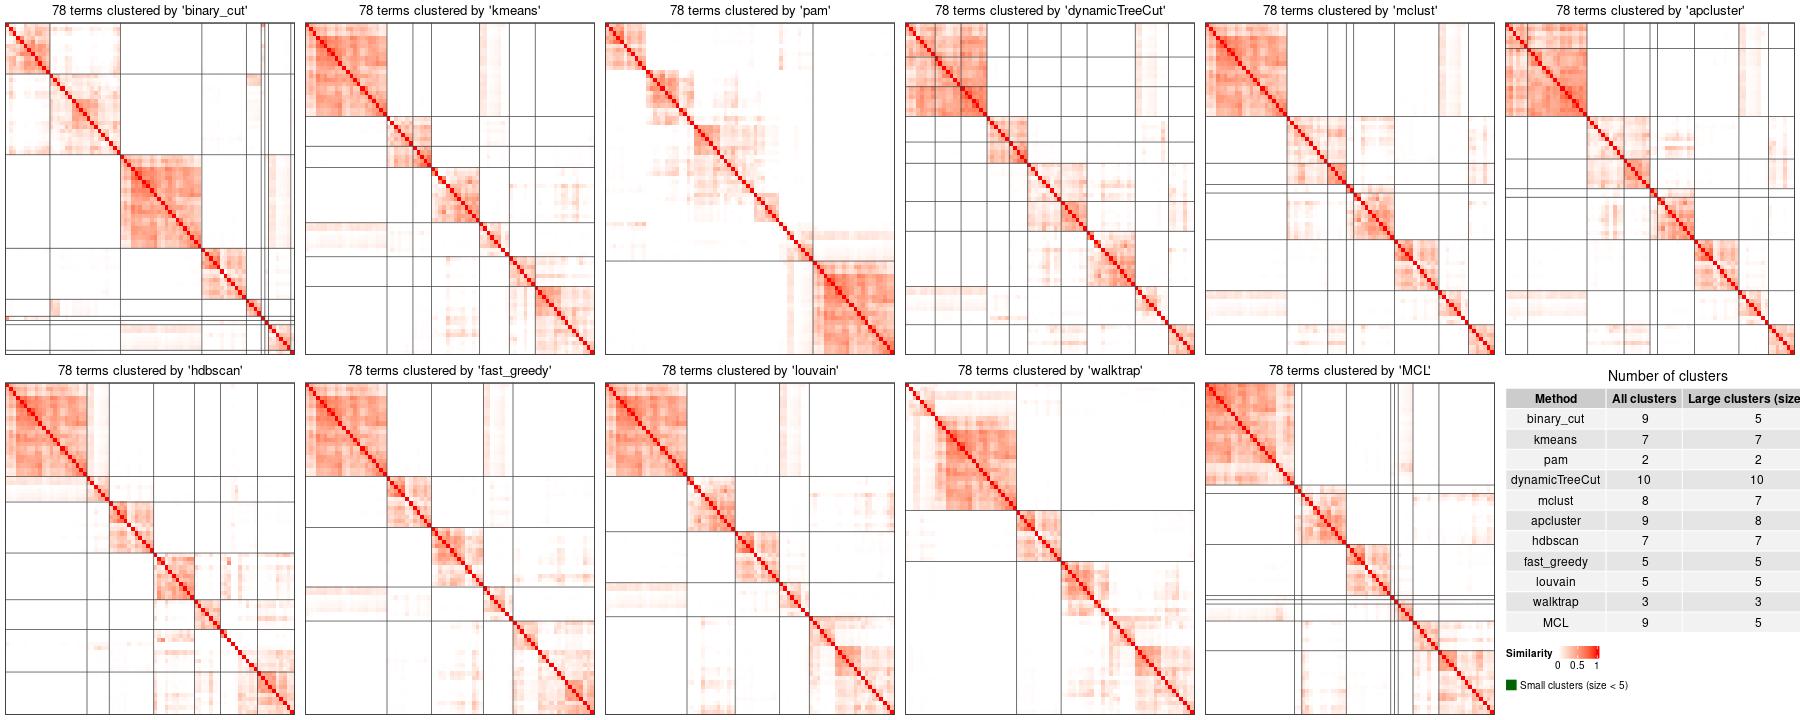 78 terms clustered by 'binary_cut'
78 terms clustered by 'kmeans'
78 terms clustered by 'pam'
78 terms clustered by 'dynamicTreeCut'
78 terms clustered by 'mclust'
78 terms clustered by 'apcluster'
78 terms clustered by 'hdbscan'
78 terms clustered by 'fast_greedy'
78 terms clustered by 'louvain'
78 terms clustered by 'walktrap'
78 terms clustered by 'MCL'
Number of clusters
Method All clusters Large clusters (size
binary_cut 9 5
kmeans 7 7
pam 2 2
dynamicTreeCut 10 10
mclust 8 7
apcluster 9 8
hdbscan 7 7
fast_greedy 5 5
louvain 5 5
walktrap 3 3
MCL 9 5
Similarity
0 0.5 1
Small clusters (size < 5)